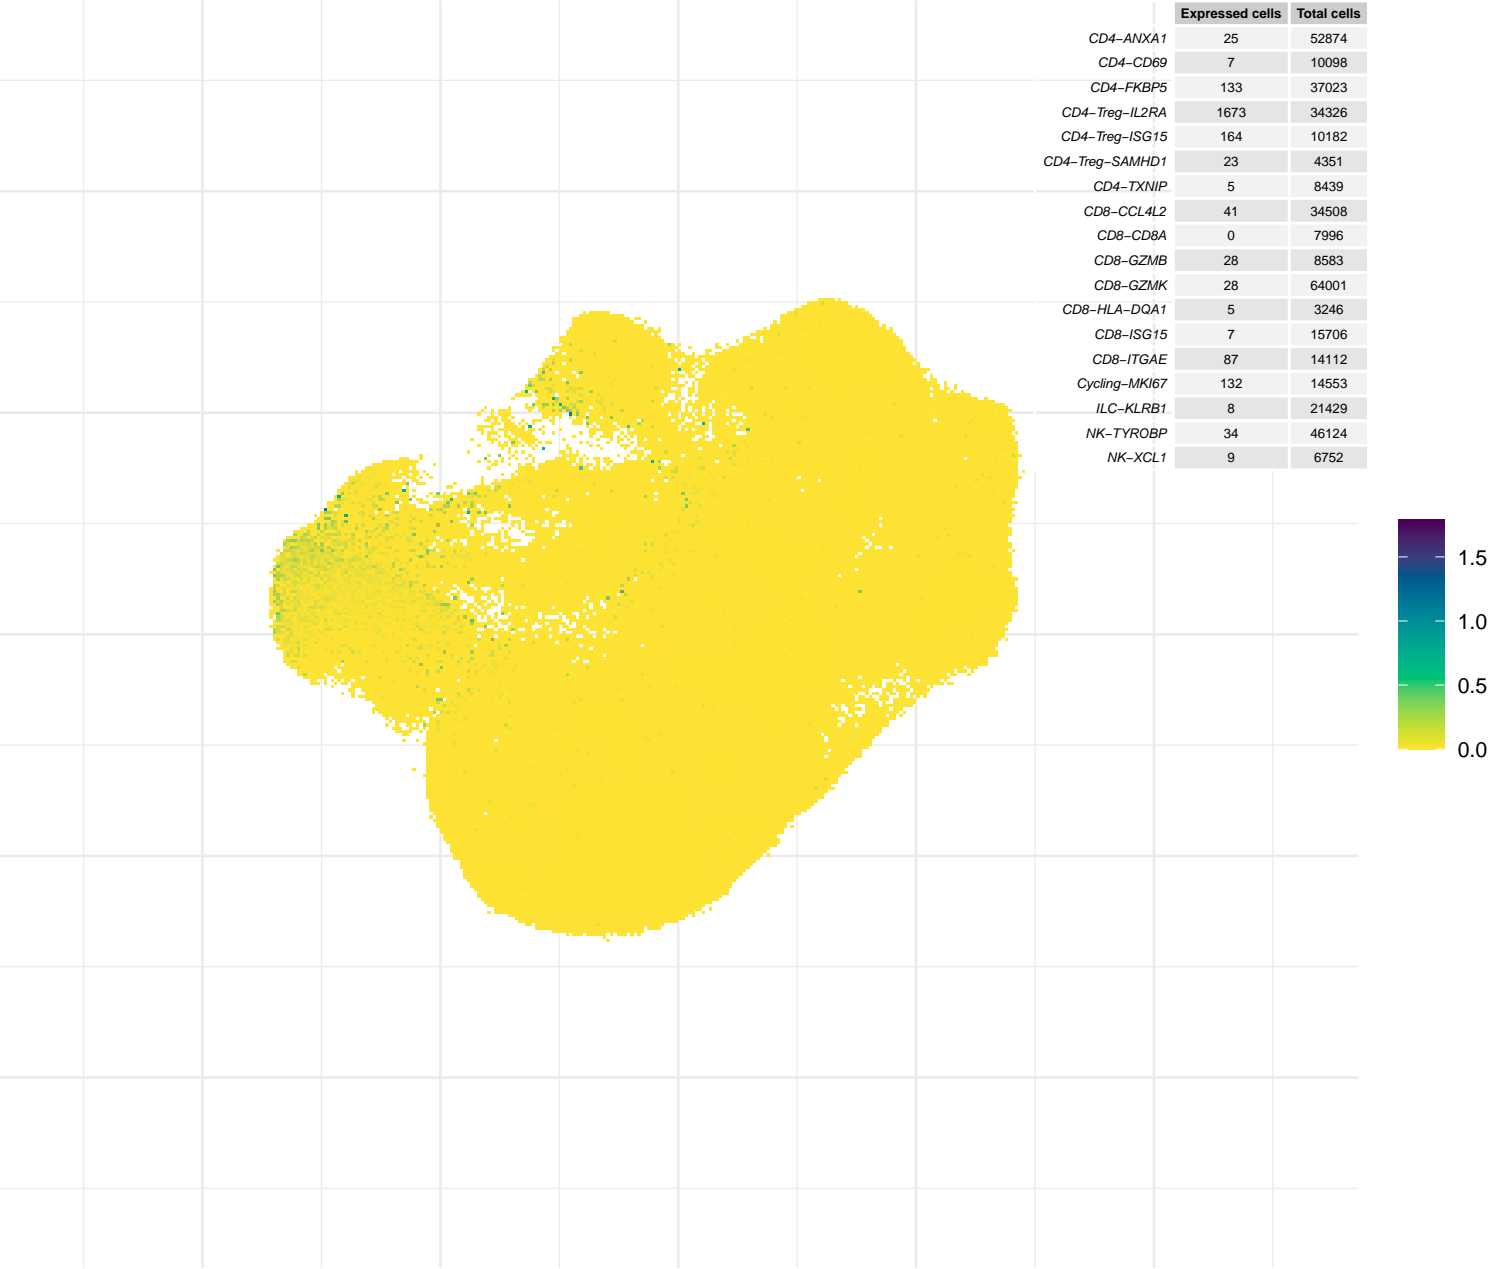 Expressed cells Total cells
CD4−ANXA1 25 52874
CD4−CD69 7 10098
CD4−FKBP5 133 37023
CD4−Treg−IL2RA 1673 34326
CD4−Treg−ISG15 164 10182
CD4−Treg−SAMHD1 23 4351
CD4−TXNIP 5 8439
CD8−CCL4L2 41 34508
CD8−CD8A 0 7996
CD8−GZMB 28 8583
CD8−GZMK 28 64001
CD8−HLA−DQA1 5 3246
CD8−ISG15 7 15706
CD8−ITGAE 87 14112
Cycling−MKI67 132 14553
ILC−KLRB1 8 21429
NK−TYROBP 34 46124
NK−XCL1 9 6752
1.5
1.0
0.5
0.0